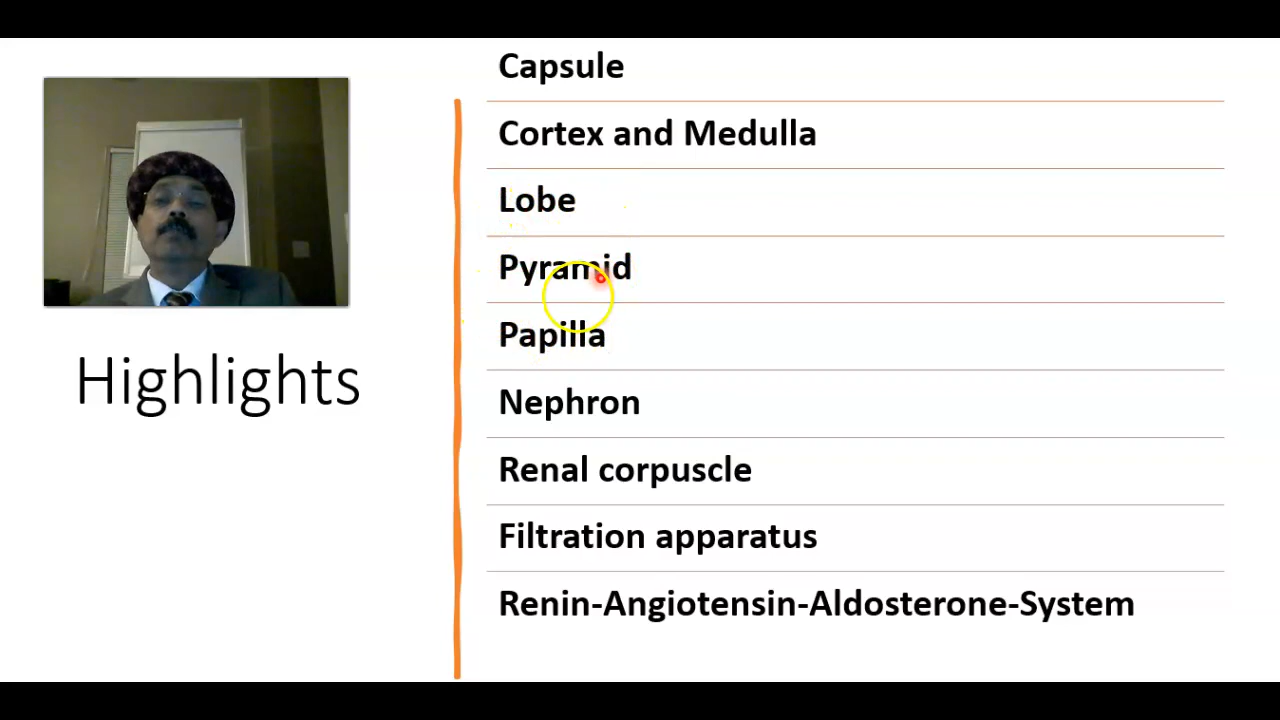 Highlights
Capsule
Cortex and Medulla
Lobe
Pyramid
Papilla
Nephron
Renal corpuscle
Filtration apparatus
Renin-Angiotensin-Aldosterone-System